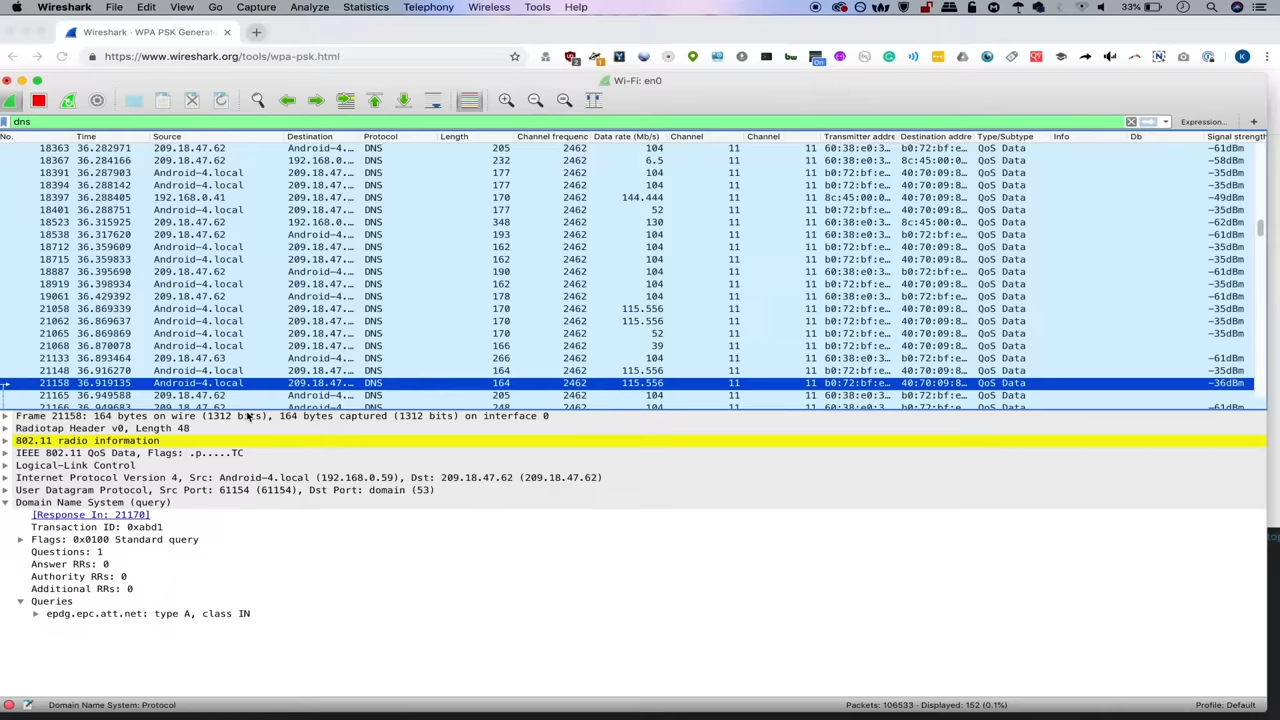 Wireshark File Edit View Go Capture Analyze Statistics Telephony Wireless Tools Help 33%
Wireshark · WPA PSK Generat
https://www.wireshark.org/tools/wpa-psk.html
Wi-Fi: en0
dns Expression... +
No. Time Source Destination Protocol Length Channel frequenc Data rate (Mb/s) Channel Channel Transmitter addre Destination addre Type/Subtype Info Db Signal strength
18363 36.282971 209.18.47.62 Android-4.… DNS 205 2462 104 11 11 60:38:e0:3… b0:72:bf:e… QoS Data -61dBm
18367 36.284166 209.18.47.62 192.168.0.… DNS 232 2462 6.5 11 11 60:38:e0:3… 8c:45:00:0… QoS Data -58dBm
18391 36.287903 Android-4.local 209.18.47.… DNS 177 2462 104 11 11 b0:72:bf:e… 40:70:09:8… QoS Data -35dBm
18394 36.288142 Android-4.local 209.18.47.… DNS 177 2462 104 11 11 b0:72:bf:e… 40:70:09:8… QoS Data -35dBm
18397 36.288405 192.168.0.41 209.18.47.… DNS 170 2462 144.444 11 11 8c:45:00:0… 40:70:09:8… QoS Data -49dBm
18401 36.288751 Android-4.local 209.18.47.… DNS 177 2462 52 11 11 b0:72:bf:e… 40:70:09:8… QoS Data -35dBm
18523 36.315925 209.18.47.62 192.168.0.… DNS 348 2462 130 11 11 60:38:e0:3… 8c:45:00:0… QoS Data -62dBm
18538 36.317620 209.18.47.62 Android-4.… DNS 193 2462 104 11 11 60:38:e0:3… b0:72:bf:e… QoS Data -61dBm
18712 36.359609 Android-4.local 209.18.47.… DNS 162 2462 104 11 11 b0:72:bf:e… 40:70:09:8… QoS Data -35dBm
18715 36.359833 Android-4.local 209.18.47.… DNS 162 2462 104 11 11 b0:72:bf:e… 40:70:09:8… QoS Data -35dBm
18887 36.395690 209.18.47.62 Android-4.… DNS 190 2462 104 11 11 60:38:e0:3… b0:72:bf:e… QoS Data -61dBm
18919 36.398934 Android-4.local 209.18.47.… DNS 162 2462 104 11 11 b0:72:bf:e… 40:70:09:8… QoS Data -35dBm
19061 36.429392 209.18.47.62 Android-4.… DNS 178 2462 104 11 11 60:38:e0:3… b0:72:bf:e… QoS Data -61dBm
21058 36.869339 Android-4.local 209.18.47.… DNS 170 2462 115.556 11 11 b0:72:bf:e… 40:70:09:8… QoS Data -35dBm
21062 36.869637 Android-4.local 209.18.47.… DNS 170 2462 115.556 11 11 b0:72:bf:e… 40:70:09:8… QoS Data -35dBm
21065 36.869869 Android-4.local 209.18.47.… DNS 170 2462 52 11 11 b0:72:bf:e… 40:70:09:8… QoS Data -35dBm
21068 36.870078 Android-4.local 209.18.47.… DNS 166 2462 39 11 11 b0:72:bf:e… 40:70:09:8… QoS Data -35dBm
21133 36.893464 209.18.47.63 Android-4.… DNS 266 2462 104 11 11 60:38:e0:3… b0:72:bf:e… QoS Data -61dBm
21148 36.916270 Android-4.local 209.18.47.… DNS 164 2462 115.556 11 11 b0:72:bf:e… 40:70:09:8… QoS Data -35dBm
21158 36.919135 Android-4.local 209.18.47.… DNS 164 2462 115.556 11 11 b0:72:bf:e… 40:70:09:8… QoS Data -36dBm
21165 36.949588 209.18.47.62 Android-4.… DNS 205 2462 104 11 11 60:38:e0:3… b0:72:bf:e… QoS Data
21166 36.949683 209.18.47.62 Android-4 DNS 248 2462 104 11 11 60:38:e0:3… b0:72:bf:e… QoS Data -61dBm
Frame 21158: 164 bytes on wire (1312 bits), 164 bytes captured (1312 bits) on interface 0
Radiotap Header v0, Length 48
802.11 radio information
IEEE 802.11 QoS Data, Flags: .p.....TC
Logical-Link Control
Internet Protocol Version 4, Src: Android-4.local (192.168.0.59), Dst: 209.18.47.62 (209.18.47.62)
User Datagram Protocol, Src Port: 61154 (61154), Dst Port: domain (53)
Domain Name System (query)
[Response In: 21170]
Transaction ID: 0xabd1
Flags: 0x0100 Standard query
Questions: 1
Answer RRs: 0
Authority RRs: 0
Additional RRs: 0
Queries
epdg.epc.att.net: type A, class IN
Domain Name System: Protocol Packets: 106533 · Displayed: 152 (0.1%) Profile: Default